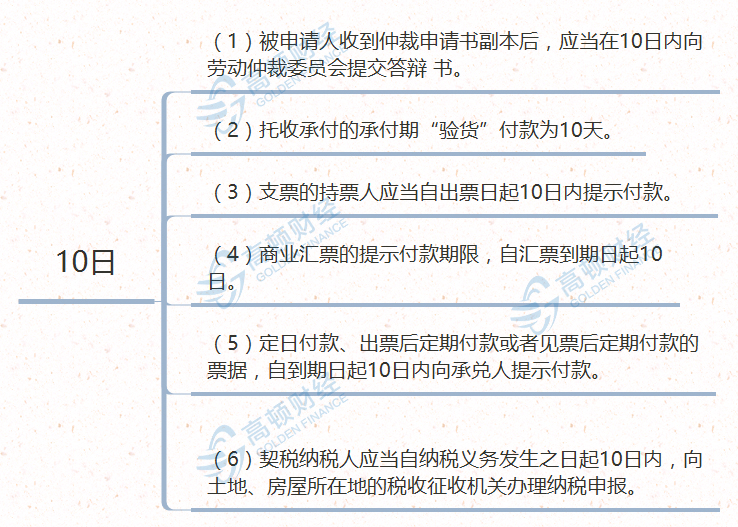 （1）被申请人收到仲裁申请书副本后，应当在10日内向
劳动仲裁委员会提交答辩 书。
（2）托收承付的承付期“验货”付款为10天。
（3）支票的持票人应当自出票日起10日内提示付款。
10日
（4）商业汇票的提示付款期限，自汇票到期日起10
日。
（5）定日付款、出票后定期付款或者见票后定期付款的
票据，自到期日起10日内向承兑人提示付款。
（6）契税纳税人应当自纳税义务发生之日起10日内，向
土地、房屋所在地的税收征收机关办理纳税申报。
高顿财经
GOLDEN FINANCE
高顿财经
GOLDEN FINANCE
高顿财经
GOLDEN FINANCE
高顿财经
GOLDEN FINANCE